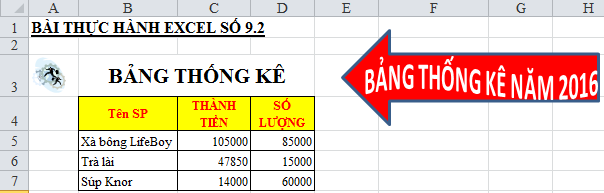 A B C D E F G H
1 BÀI THỰC HÀNH EXCEL SỐ 9.2
2
3 BẢNG THỐNG KÊ BẢNG THỐNG KÊ NĂM 2016
4 Tên SP THÀNH TIỀN SỐ LƯỢNG
5 Xà bông LifeBoy 105000 85000
6 Trà lài 47850 15000
7 Súp Knor 14000 60000